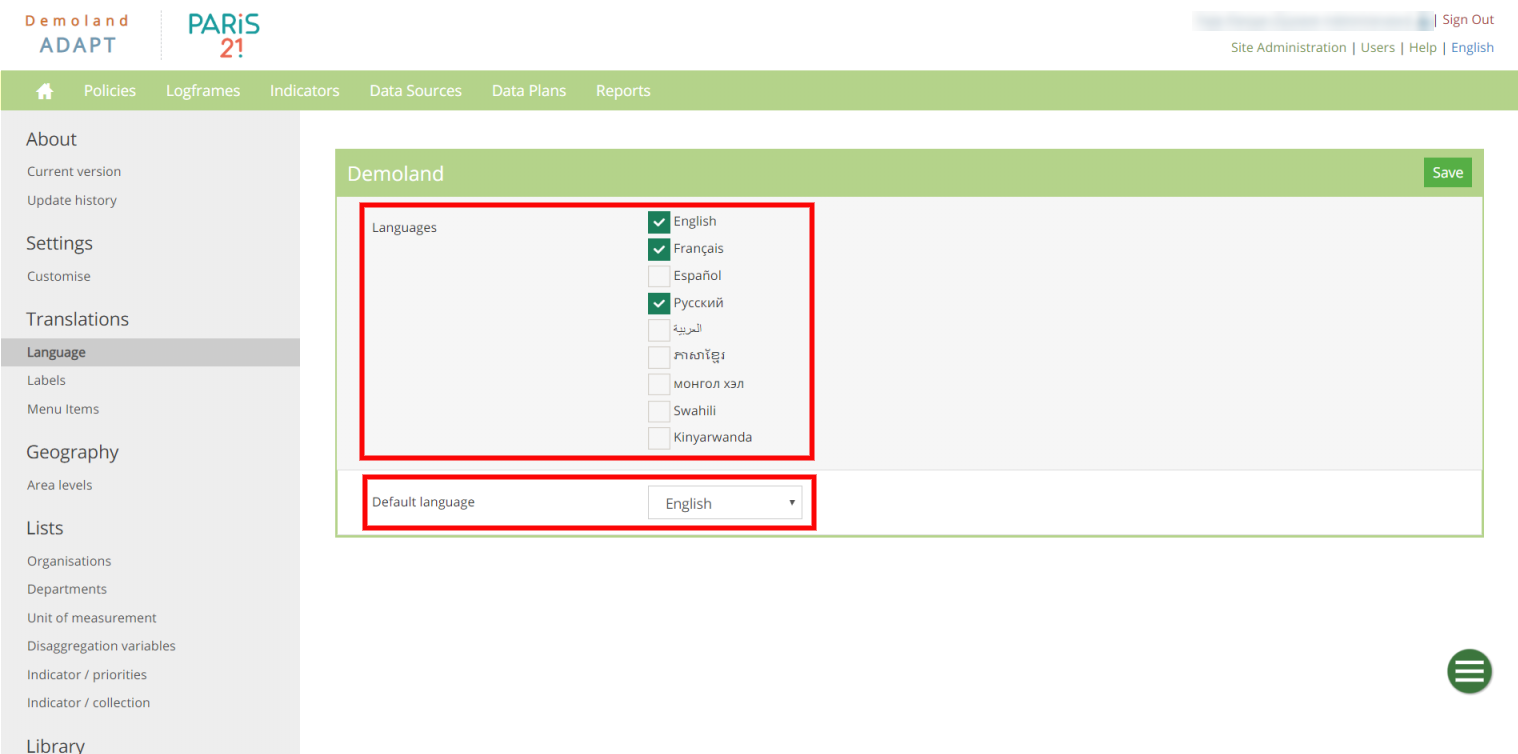 Demoland
ADAPT
PARiS
21
| Sign Out
Site Administration | Users | Help | English
Policies Logframes Indicators Data Sources Data Plans Reports
About
Current version
Update history
Settings
Customise
Translations
Language
Labels
Menu Items
Geography
Area levels
Lists
Organisations
Departments
Unit of measurement
Disaggregation variables
Indicator / priorities
Indicator / collection
Library
Demoland Save
Languages
English
Français
Español
Русский
العربية
ភាសាខ្មែរ
монгол хэл
Swahili
Kinyarwanda
Default language English